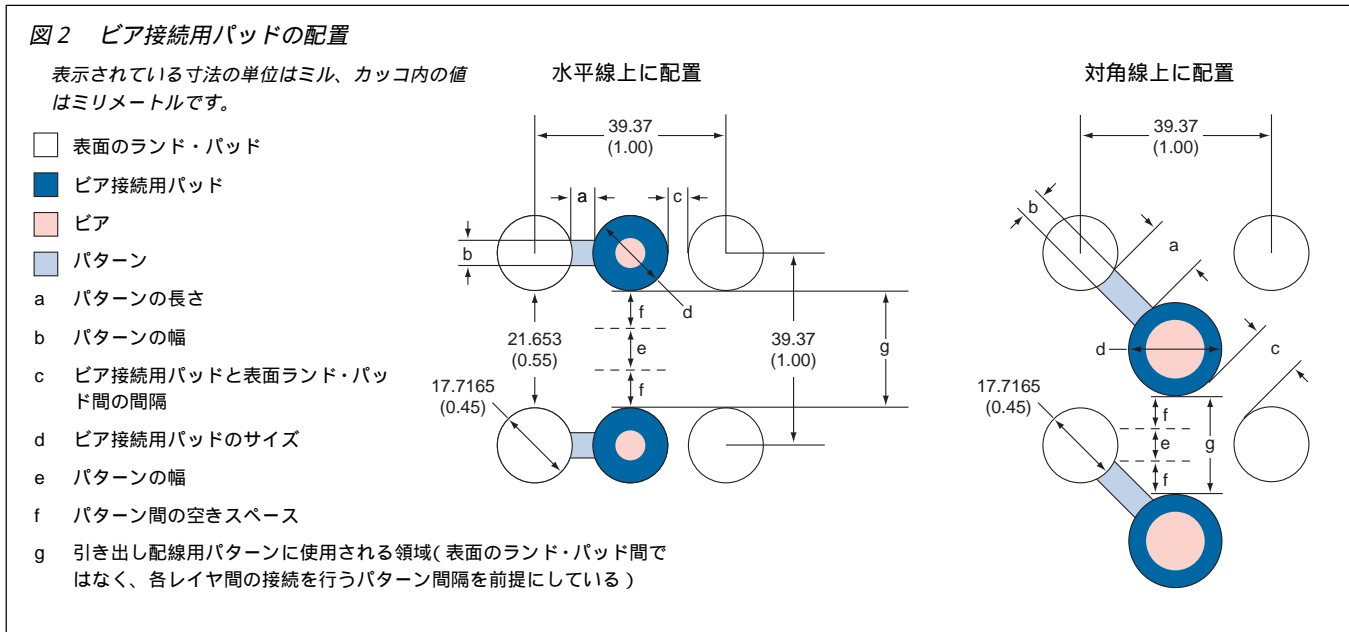 図 2 ビア接続用パッドの配置
表示されている寸法の単位はミル、カッコ内の値
はミリメートルです。
表面のランド・パッド
ビア接続用パッド
ビア
パターン
a パターンの長さ
b パターンの幅
c ビア接続用パッドと表面ランド・パッ
ド間の間隔
d ビア接続用パッドのサイズ
e パターンの幅
f パターン間の空きスペース
g 引き出し配線用パターンに使用される領域(表面のランド・パッド間で
はなく、各レイヤ間の接続を行うパターン間隔を前提にしている)
水平線上に配置
39.37
(1.00)
a
c
b
d
f
e
f
21.653
(0.55)
39.37
(1.00)
g
17.7165
(0.45)
対角線上に配置
39.37
(1.00)
b
a
d
c
17.7165
(0.45)
f
e
f
g